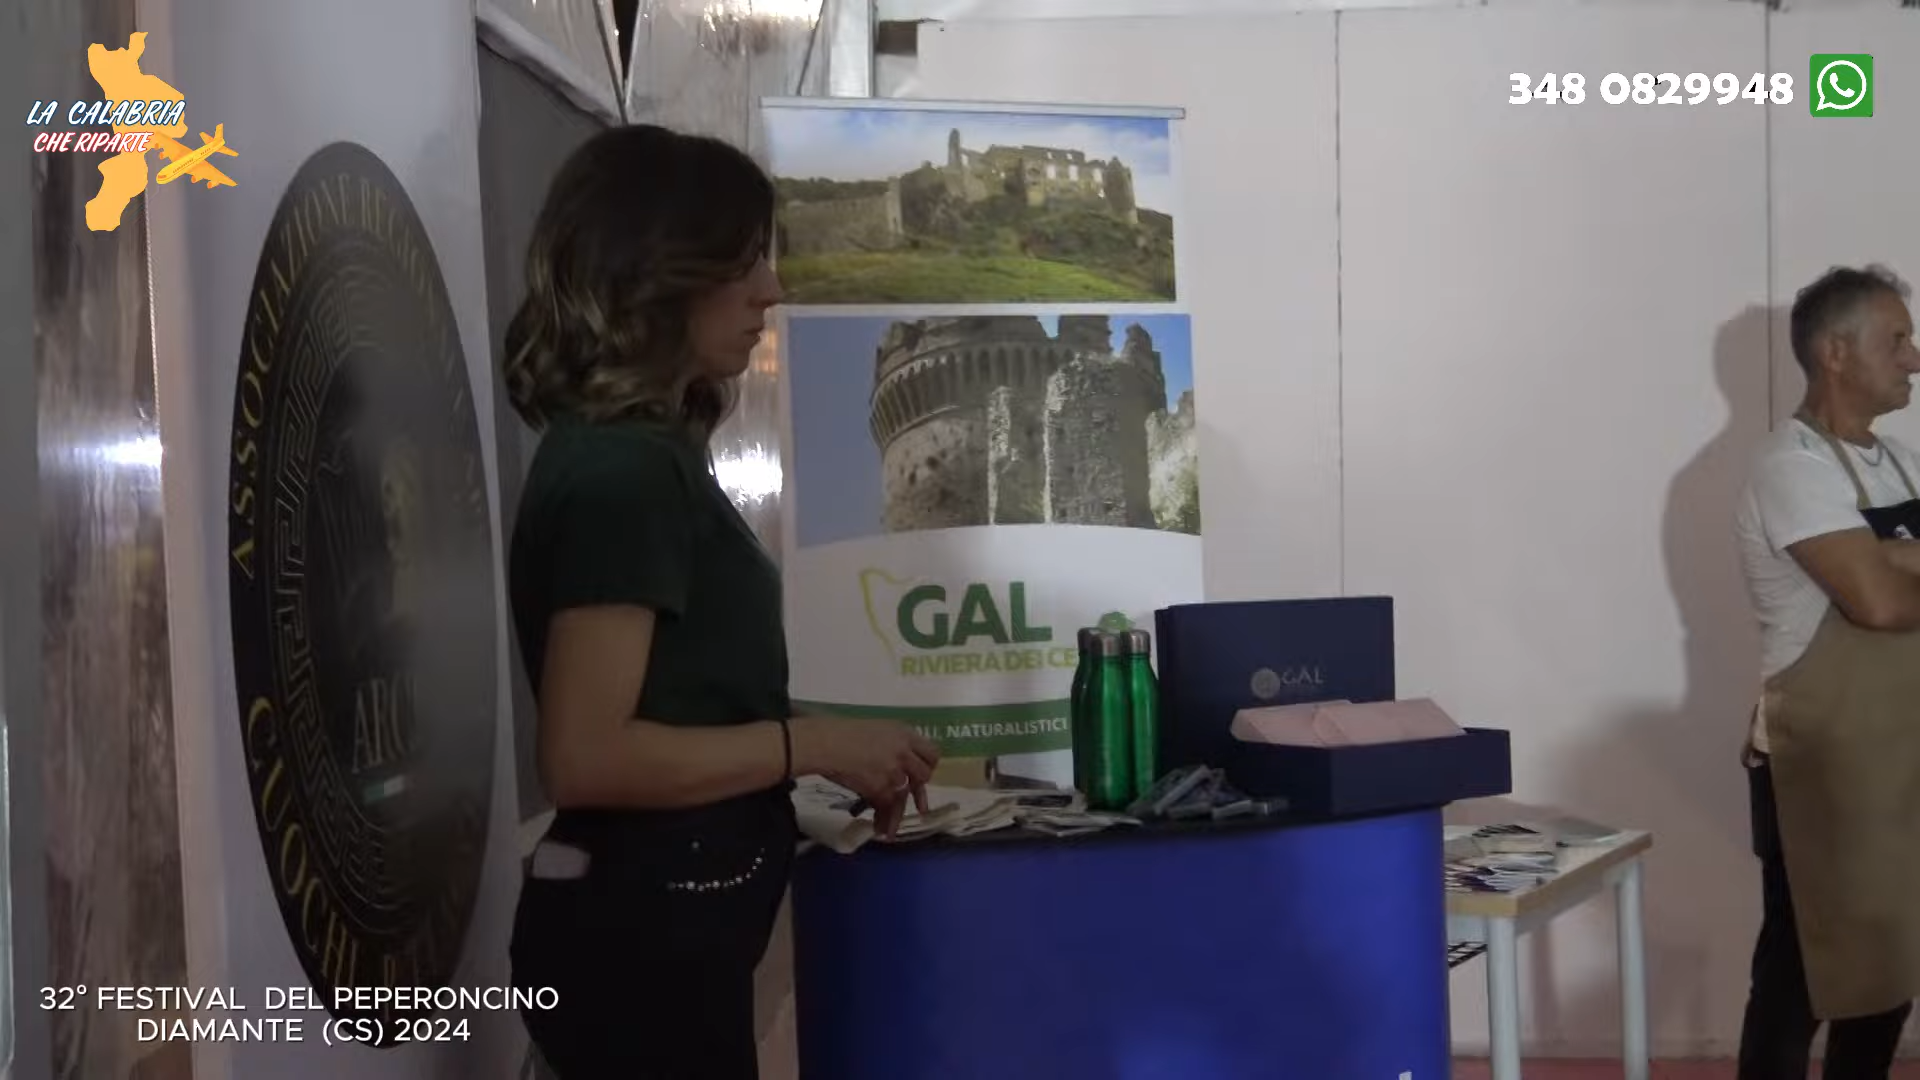 LA CALABRIA
CHE RIPARTE
348 0829948
ASSOCIAZIONE
CUOCHI
GAL
RIVIERA DEI
NATURALISTICI
GAL
32° FESTIVAL DEL PEPERONCINO
DIAMANTE (CS) 2024